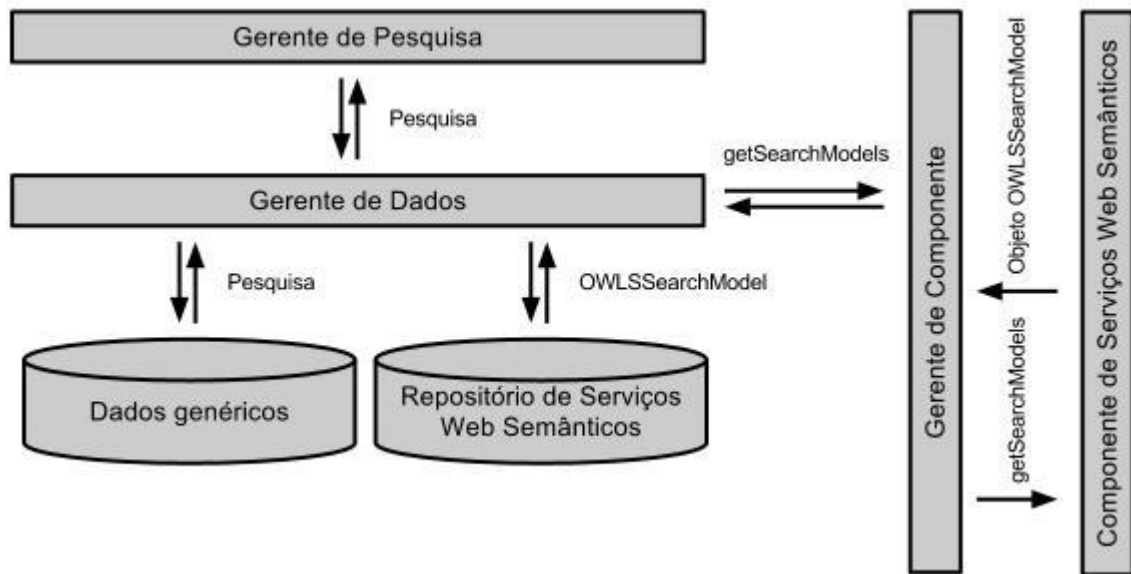 Gerente de Pesquisa
Pesquisa
getSearchModels
Gerente de Dados
Pesquisa
OWLSSearchModel
Dados genéricos
Repositório de Serviços
Web Semânticos
Gerente de Componente
Objeto OWLSSearchModel
getSearchModels
Componente de Serviços Web Semânticos